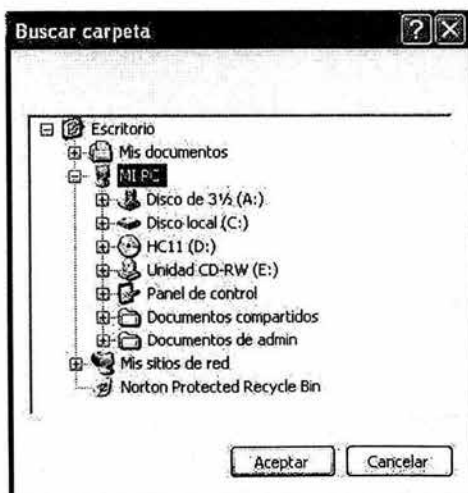 Buscar carpeta
Escritorio
Mis documentos
MI PC
Disco de 3½ (A:)
Disco local (C:)
HC11 (D:)
Unidad CD-RW (E:)
Panel de control
Documentos compartidos
Documentos de admin
Mis sitios de red
Norton Protected Recycle Bin
Aceptar
Cancelar